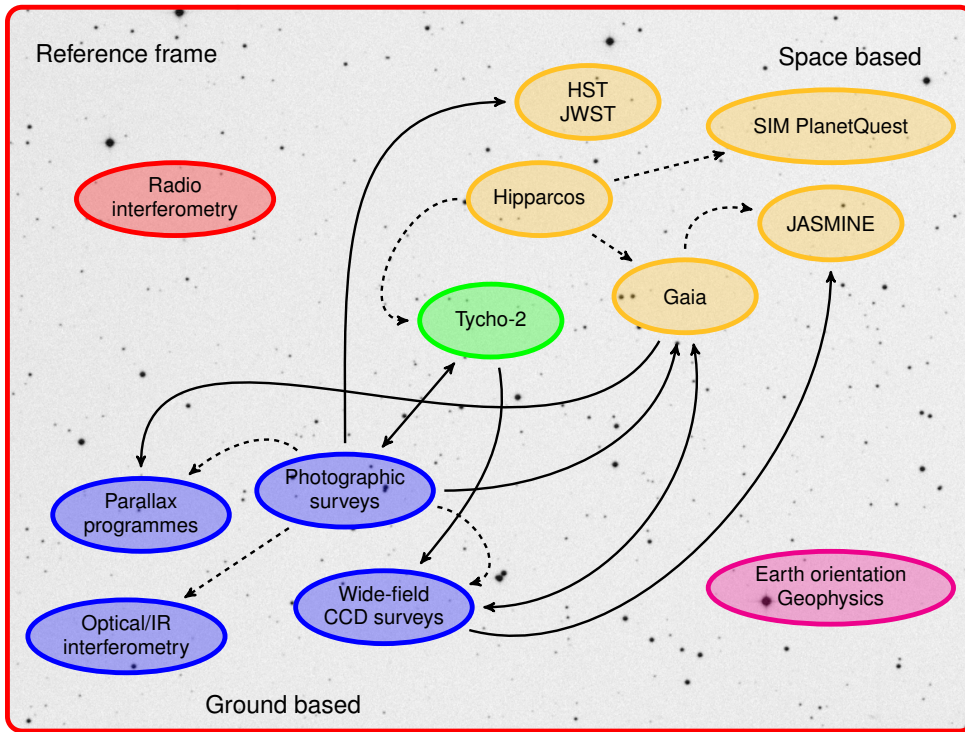 Reference frame
Space based
HST
JWST
SIM PlanetQuest
Radio
interferometry
Hipparcos
JASMINE
Gaia
Tycho-2
Photographic
surveys
Parallax
programmes
Wide-field
CCD surveys
Earth orientation
Geophysics
Optical/IR
interferometry
Ground based